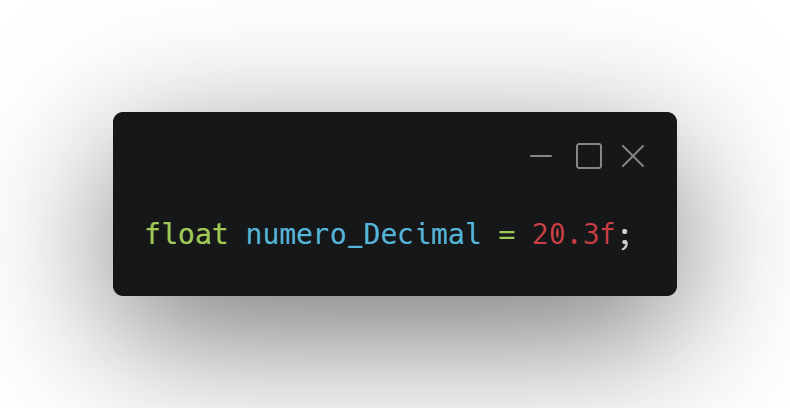 float numero_Decimal = 20.3f;